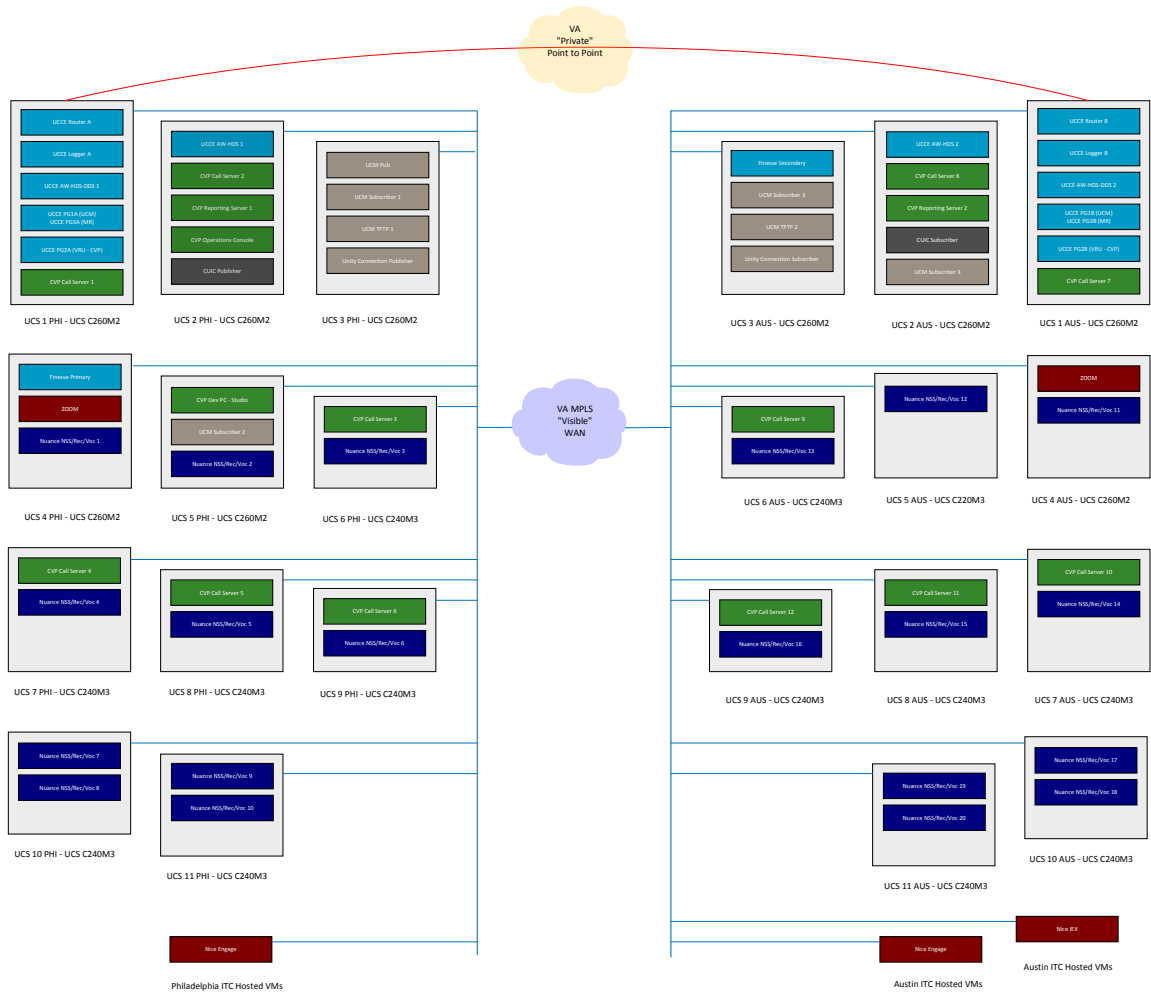 VA
"Private"
Point to Point
UCCE Router A
UCCE Logger A
UCCE AW-HDS-DDS 1
UCCE PG1A (UCM)
UCCE PG3A (MR)
UCCE PG2A (VRU - CVP)
CVP Call Server 1
UCS 1 PHI - UCS C260M2
UCCE AW-HDS 1
CVP Call Server 2
CVP Reporting Server 1
CVP Operations Console
CUIC Publisher
UCS 2 PHI - UCS C260M2
UCM Pub
UCM Subscriber 1
UCM TFTP 1
Unity Connection Publisher
UCS 3 PHI - UCS C260M2
Finesse Secondary
UCM Subscriber 3
UCM TFTP 2
Unity Connection Subscriber
UCS 3 AUS - UCS C260M2
UCCE AW-HDS 2
CVP Call Server 8
CVP Reporting Server 2
CUIC Subscriber
UCM Subscriber 3
UCS 2 AUS - UCS C260M2
UCCE Router B
UCCE Logger B
UCCE AW-HDS-DDS 2
UCCE PG1B (UCM)
UCCE PG3B (MR)
UCCE PG2B (VRU - CVP)
CVP Call Server 7
UCS 1 AUS - UCS C260M2
Finesse Primary
ZOOM
Nuance NSS/Rec/Voc 1
UCS 4 PHI - UCS C260M2
CVP Dev PC - Studio
UCM Subscriber 2
Nuance NSS/Rec/Voc 2
UCS 5 PHI - UCS C260M2
CVP Call Server 3
Nuance NSS/Rec/Voc 3
UCS 6 PHI - UCS C240M3
VA MPLS
"Visible"
WAN
CVP Call Server 9
Nuance NSS/Rec/Voc 13
UCS 6 AUS - UCS C240M3
Nuance NSS/Rec/Voc 12
UCS 5 AUS - UCS C220M3
ZOOM
Nuance NSS/Rec/Voc 11
UCS 4 AUS - UCS C260M2
CVP Call Server 4
Nuance NSS/Rec/Voc 4
UCS 7 PHI - UCS C240M3
CVP Call Server 5
Nuance NSS/Rec/Voc 5
UCS 8 PHI - UCS C240M3
CVP Call Server 6
Nuance NSS/Rec/Voc 6
UCS 9 PHI - UCS C240M3
CVP Call Server 12
Nuance NSS/Rec/Voc 16
UCS 9 AUS - UCS C240M3
CVP Call Server 11
Nuance NSS/Rec/Voc 15
UCS 8 AUS - UCS C240M3
CVP Call Server 10
Nuance NSS/Rec/Voc 14
UCS 7 AUS - UCS C240M3
Nuance NSS/Rec/Voc 7
Nuance NSS/Rec/Voc 8
UCS 10 PHI - UCS C240M3
Nuance NSS/Rec/Voc 9
Nuance NSS/Rec/Voc 10
UCS 11 PHI - UCS C240M3
Nuance NSS/Rec/Voc 19
Nuance NSS/Rec/Voc 20
UCS 11 AUS - UCS C240M3
Nuance NSS/Rec/Voc 17
Nuance NSS/Rec/Voc 18
UCS 10 AUS - UCS C240M3
Nice Engage
Philadelphia ITC Hosted VMs
Nice Engage
Austin ITC Hosted VMs
Nice IEX
Austin ITC Hosted VMs